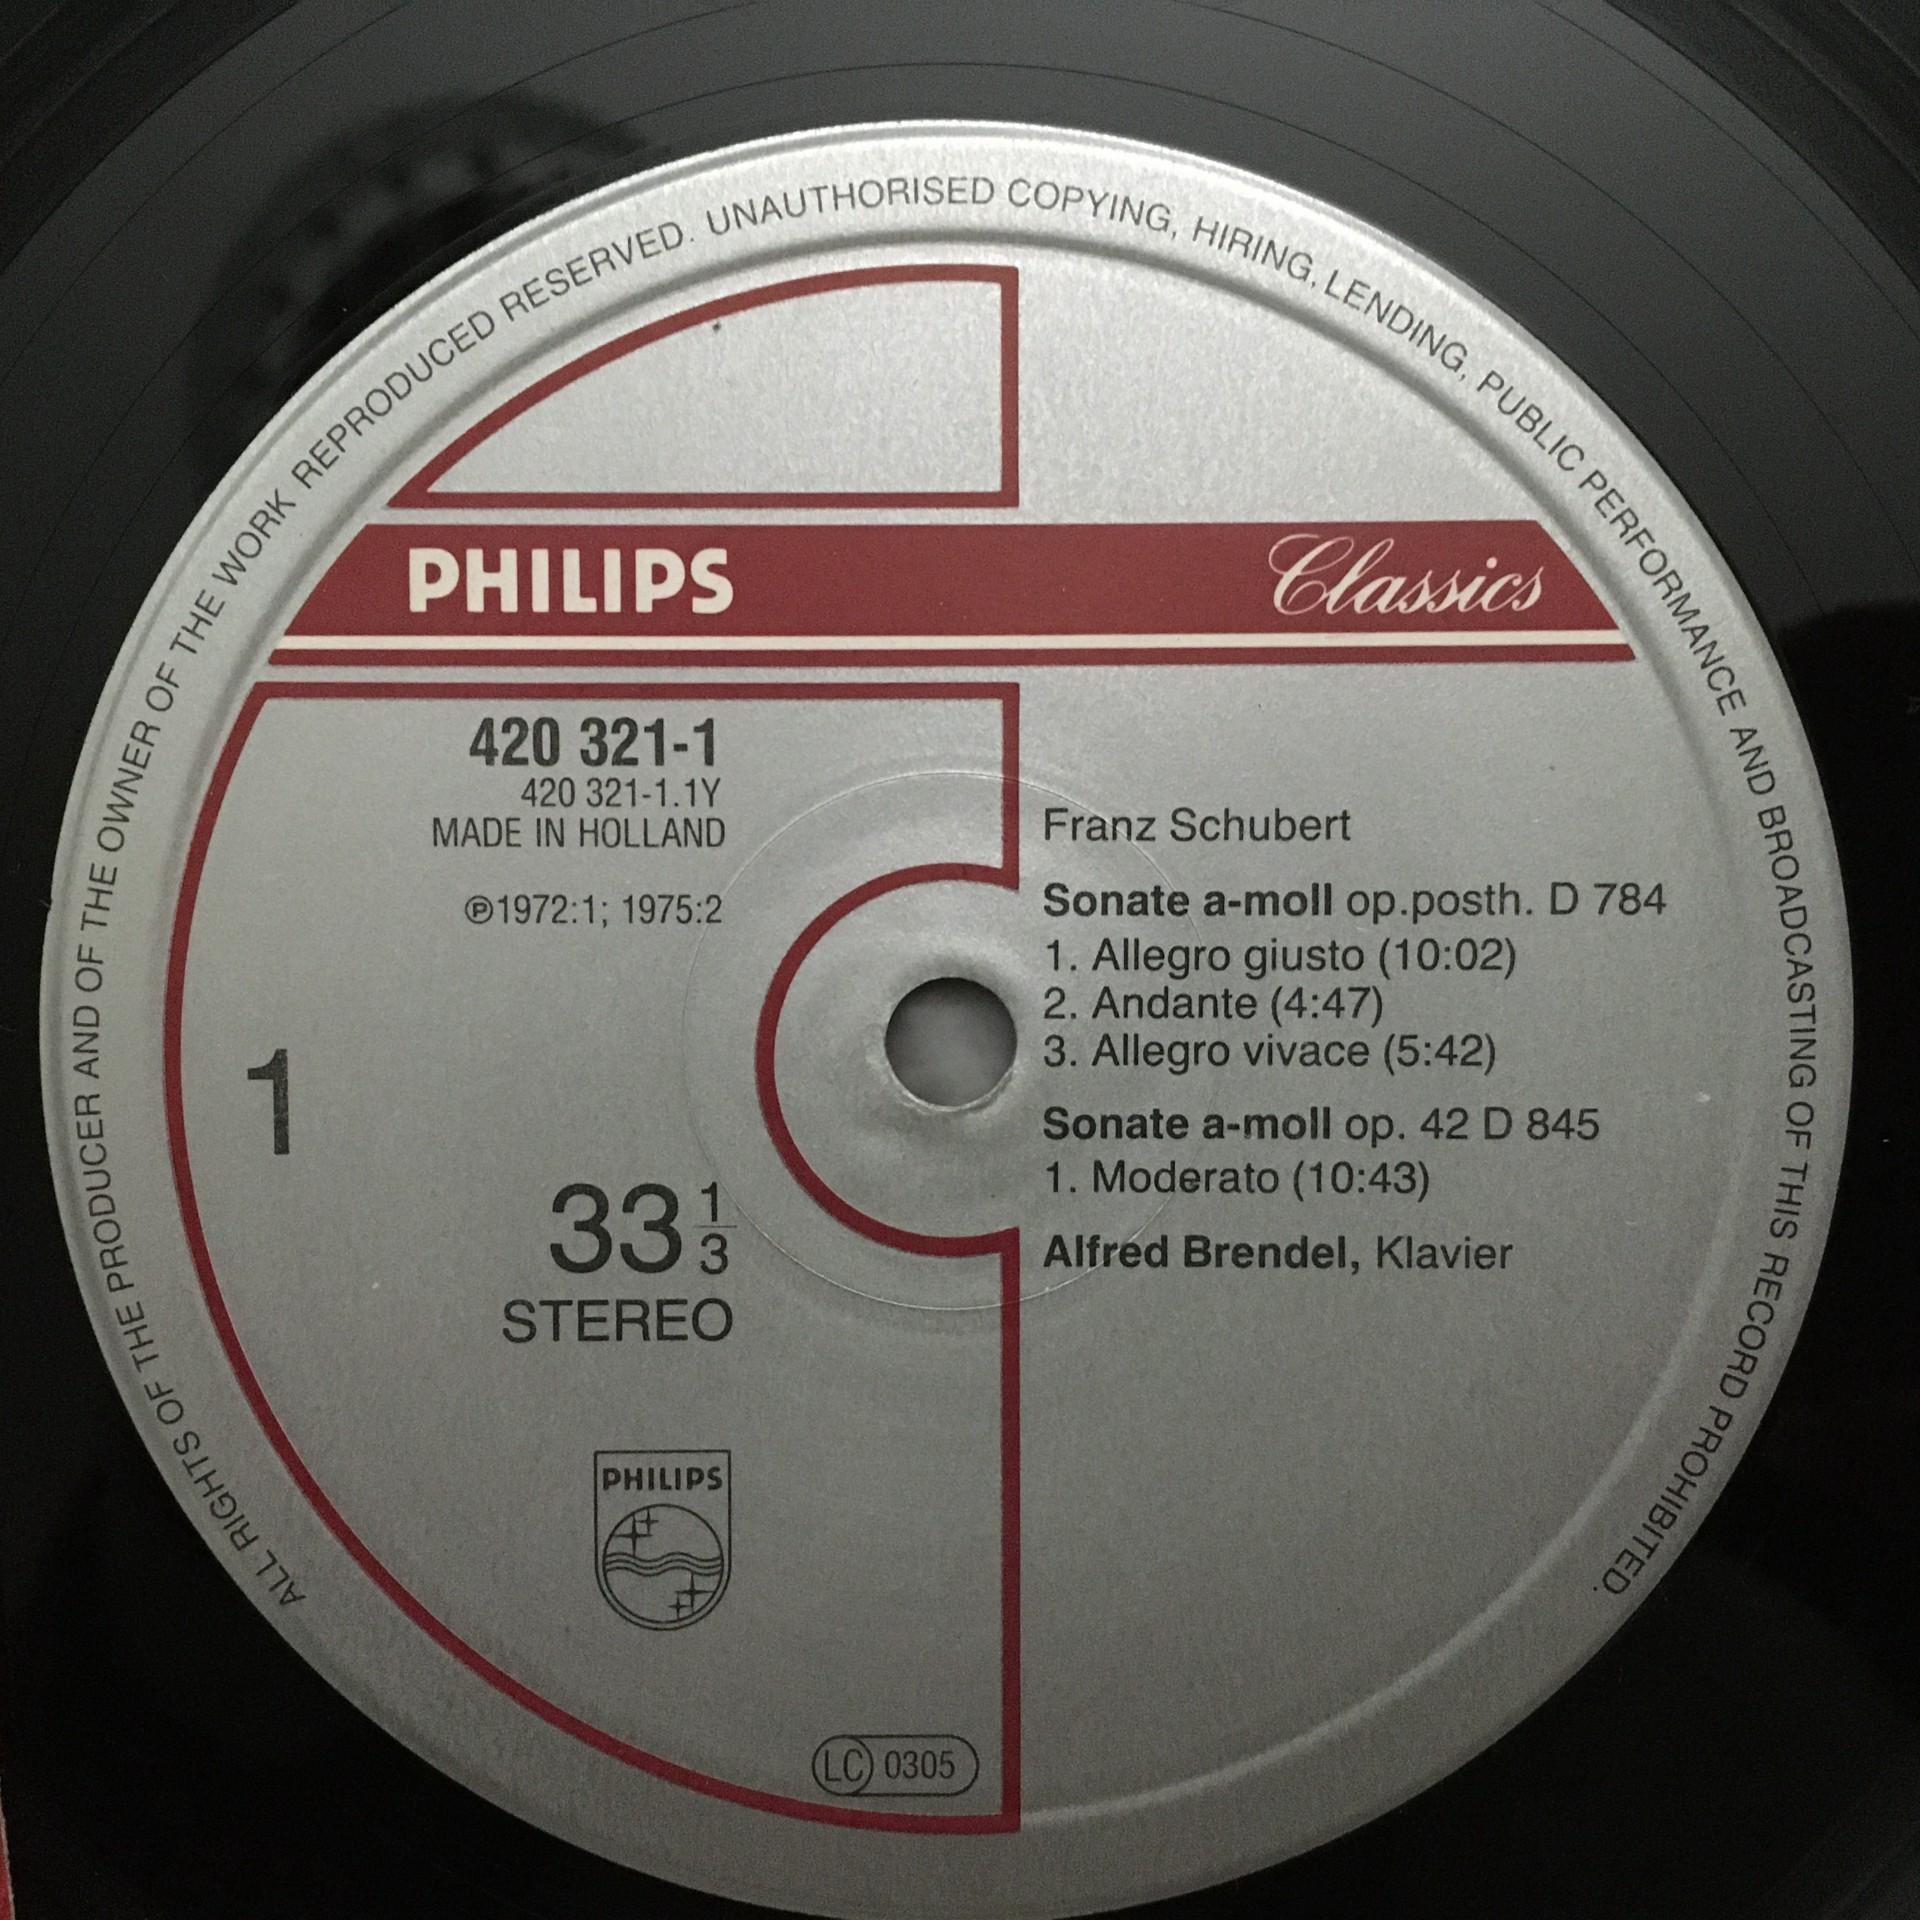 ALL RIGHTS OF THE PRODUCER AND OF THE OWNER OF THE WORK REPRODUCED RESERVED. UNAUTHORISED COPYING, HIRING, LENDING, PUBLIC PERFORMANCE AND BROADCASTING OF THIS RECORD PROHIBITED.
PHILIPS Classics
420 321-1
420 321-1.1Y
MADE IN HOLLAND
℗1972:1; 1975:2
1
33 1/3
STEREO
PHILIPS
LC 0305
Franz Schubert
Sonate a-moll op.posth. D 784
1. Allegro giusto (10:02)
2. Andante (4:47)
3. Allegro vivace (5:42)
Sonate a-moll op. 42 D 845
1. Moderato (10:43)
Alfred Brendel, Klavier